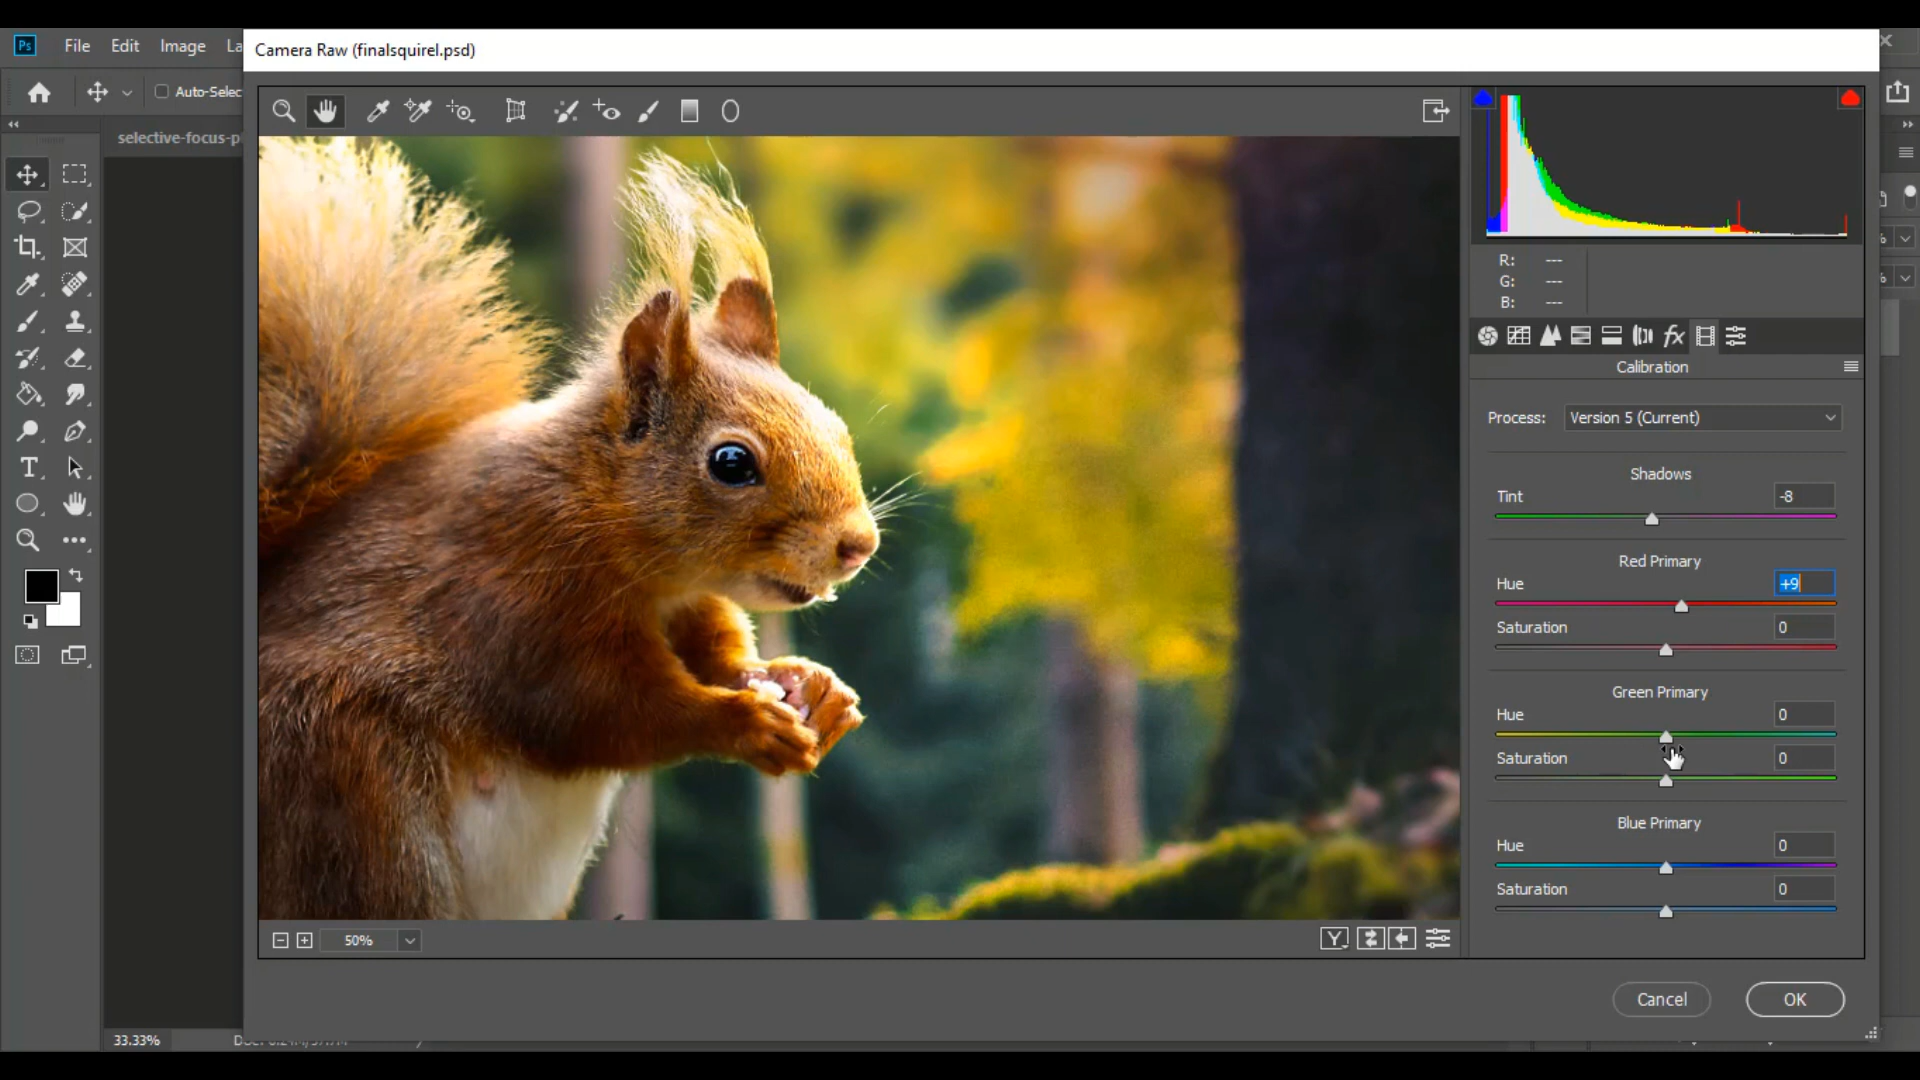 Ps File Edit Image La
Camera Raw (finalsquirel.psd)
Auto-Selec
selective-focus-p
R: ---
G: ---
B: ---
fx
Calibration
Process: Version 5 (Current)
Shadows
Tint -8
Red Primary
Hue +9
Saturation 0
Green Primary
Hue 0
Saturation 0
Blue Primary
Hue 0
Saturation 0
T
50%
Y
Cancel OK
33.33%